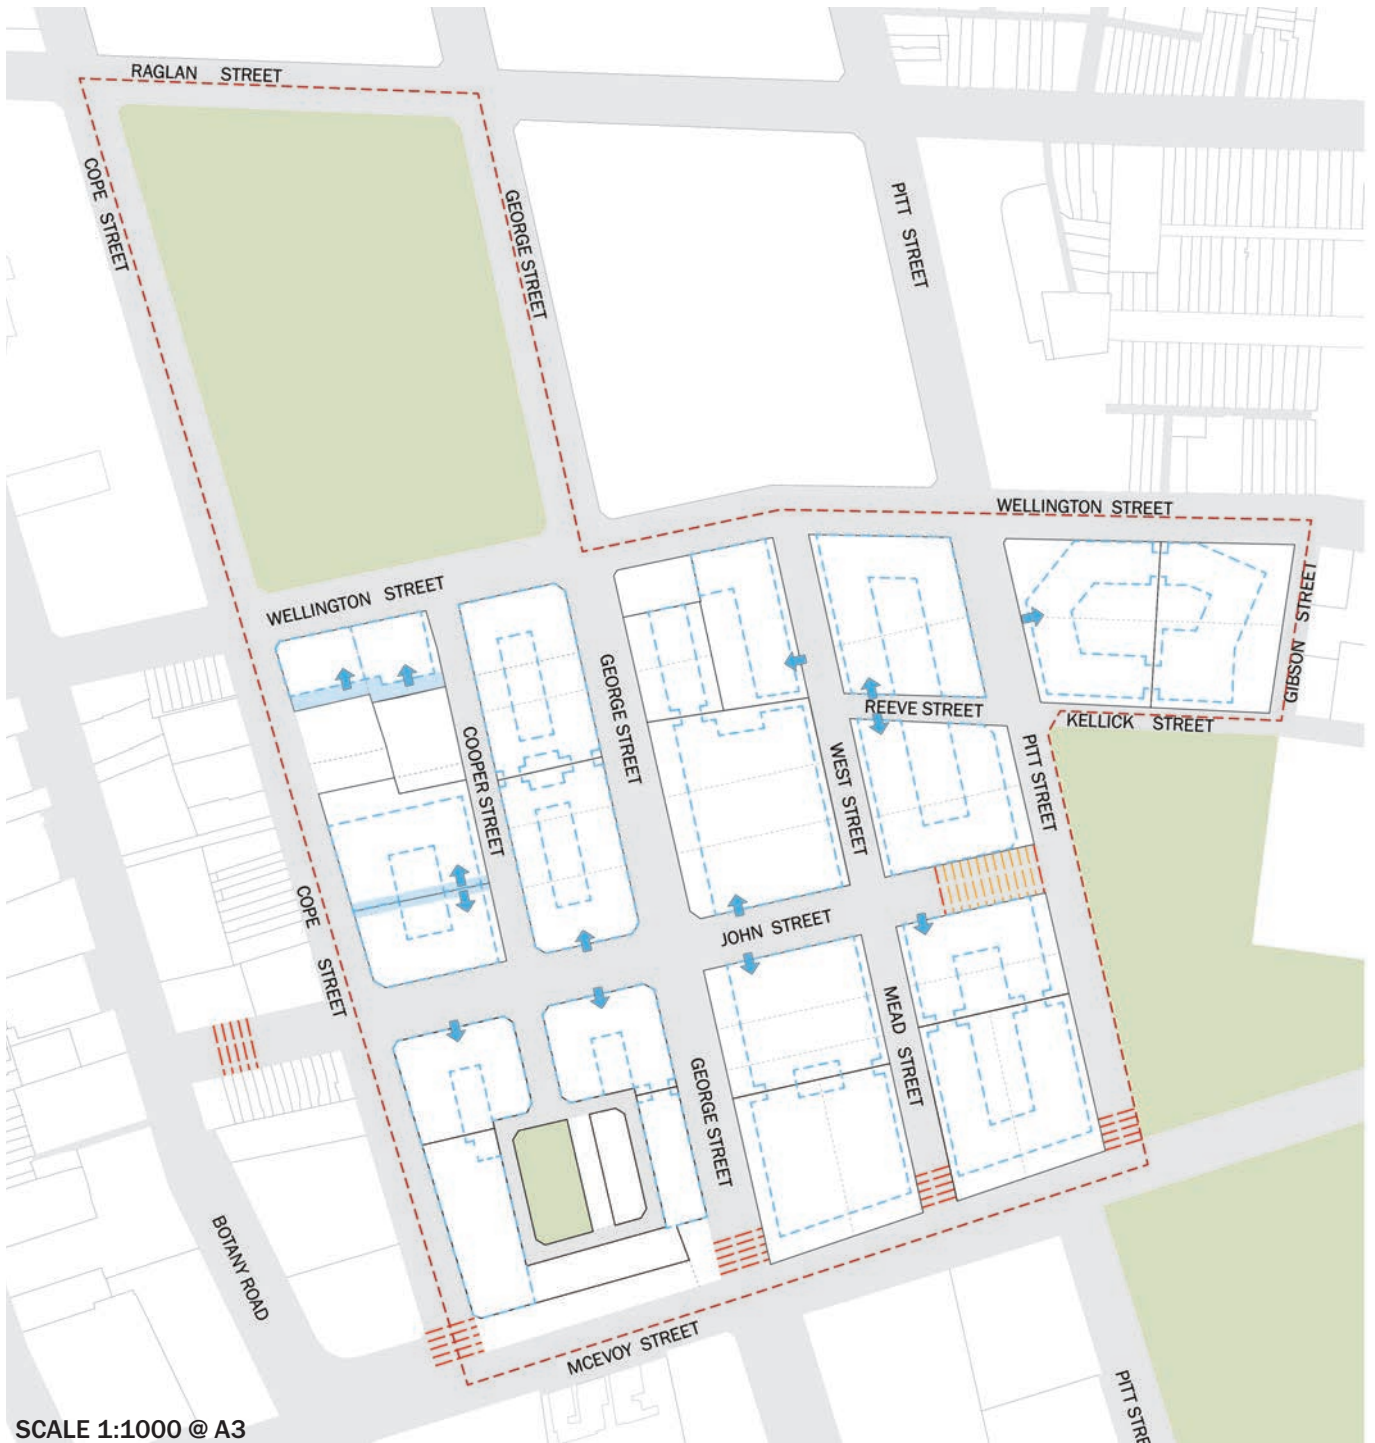 RAGLAN STREET
COPE STREET
GEORGE STREET
PITT STREET
WELLINGTON STREET
WELLINGTON STREET
GIBSON STREET
GEORGE STREET
REEVE STREET
KELLICK STREET
COOPER STREET
WEST STREET
PITT STREET
COPE STREET
JOHN STREET
MEAD STREET
GEORGE STREET
BOTANY ROAD
MCEVOY STREET
PITT STRE
SCALE 1:1000 @ A3